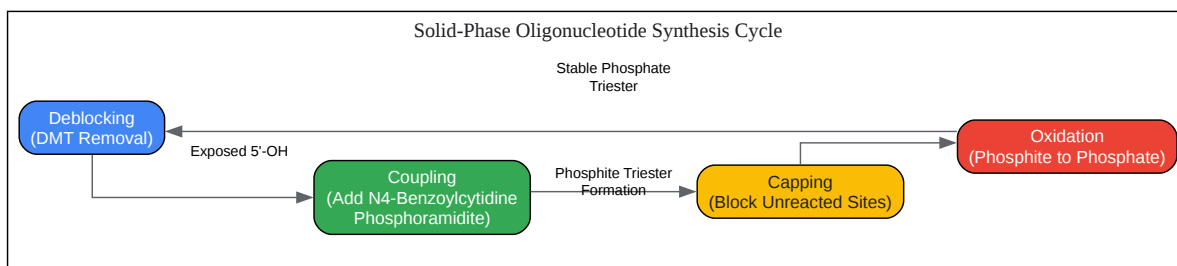 Solid-Phase Oligonucleotide Synthesis Cycle
Stable Phosphate
Triester
Deblocking
(DMT Removal)
Exposed 5'-OH
Coupling
(Add N4-Benzoylcytidine
Phosphoramidite)
Phosphite Triester
Formation
Capping
(Block Unreacted Sites)
Oxidation
(Phosphite to Phosphate)